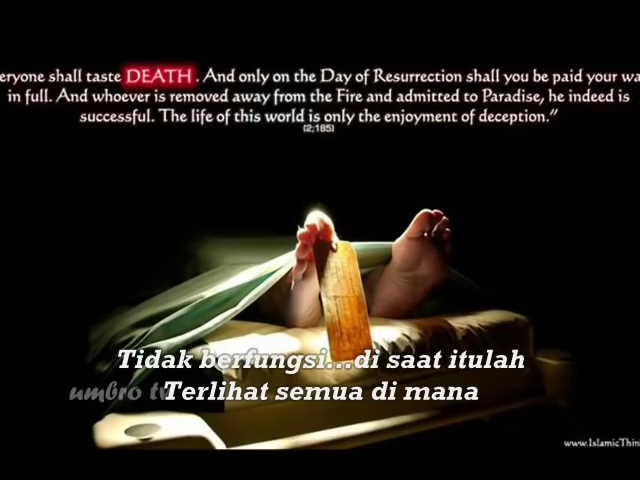 eryone shall taste DEATH . And only on the Day of Resurrection shall you be paid your wa
in full. And whoever is removed away from the Fire and admitted to Paradise, he indeed is
successful. The life of this world is only the enjoyment of deception."
(2;185)
Tidak berfungsi...di saat itulah
umbro tv Terlihat semua di mana
www.IslamicThin